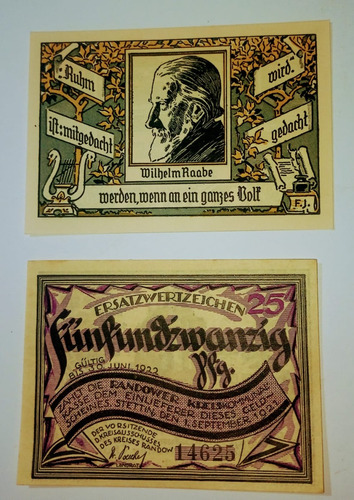 „Ruhm
wird."
ist: mitgedacht
gedacht
Wilhelm Raabe
werden, wenn an ein ganzes Volk
F.J.
ERSATZWERTZEICHEN
25
Fünfundzwanzig
Pfg.
GÜLTIG
BIS 30. JUNI 1922
ZAHLT DIE RANDOWER KREISKOMMUNAL
KASSE DEM EINLIEFERER DIESES GELD-
SCHEINES. STETTIN, DEN 1. SEPTEMBER 1921
DER VORSITZENDE
D. KREISAUSSCHUSSES
DES KREISES RANDOW
14625
LANDRAT